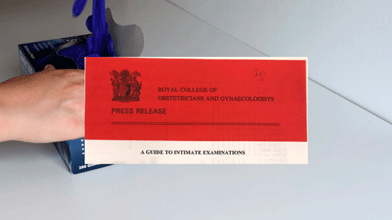 ROYAL COLLEGE OF
OBSTETRICIANS AND GYNAECOLOGISTS
PRESS RELEASE
A GUIDE TO INTIMATE EXAMINATIONS